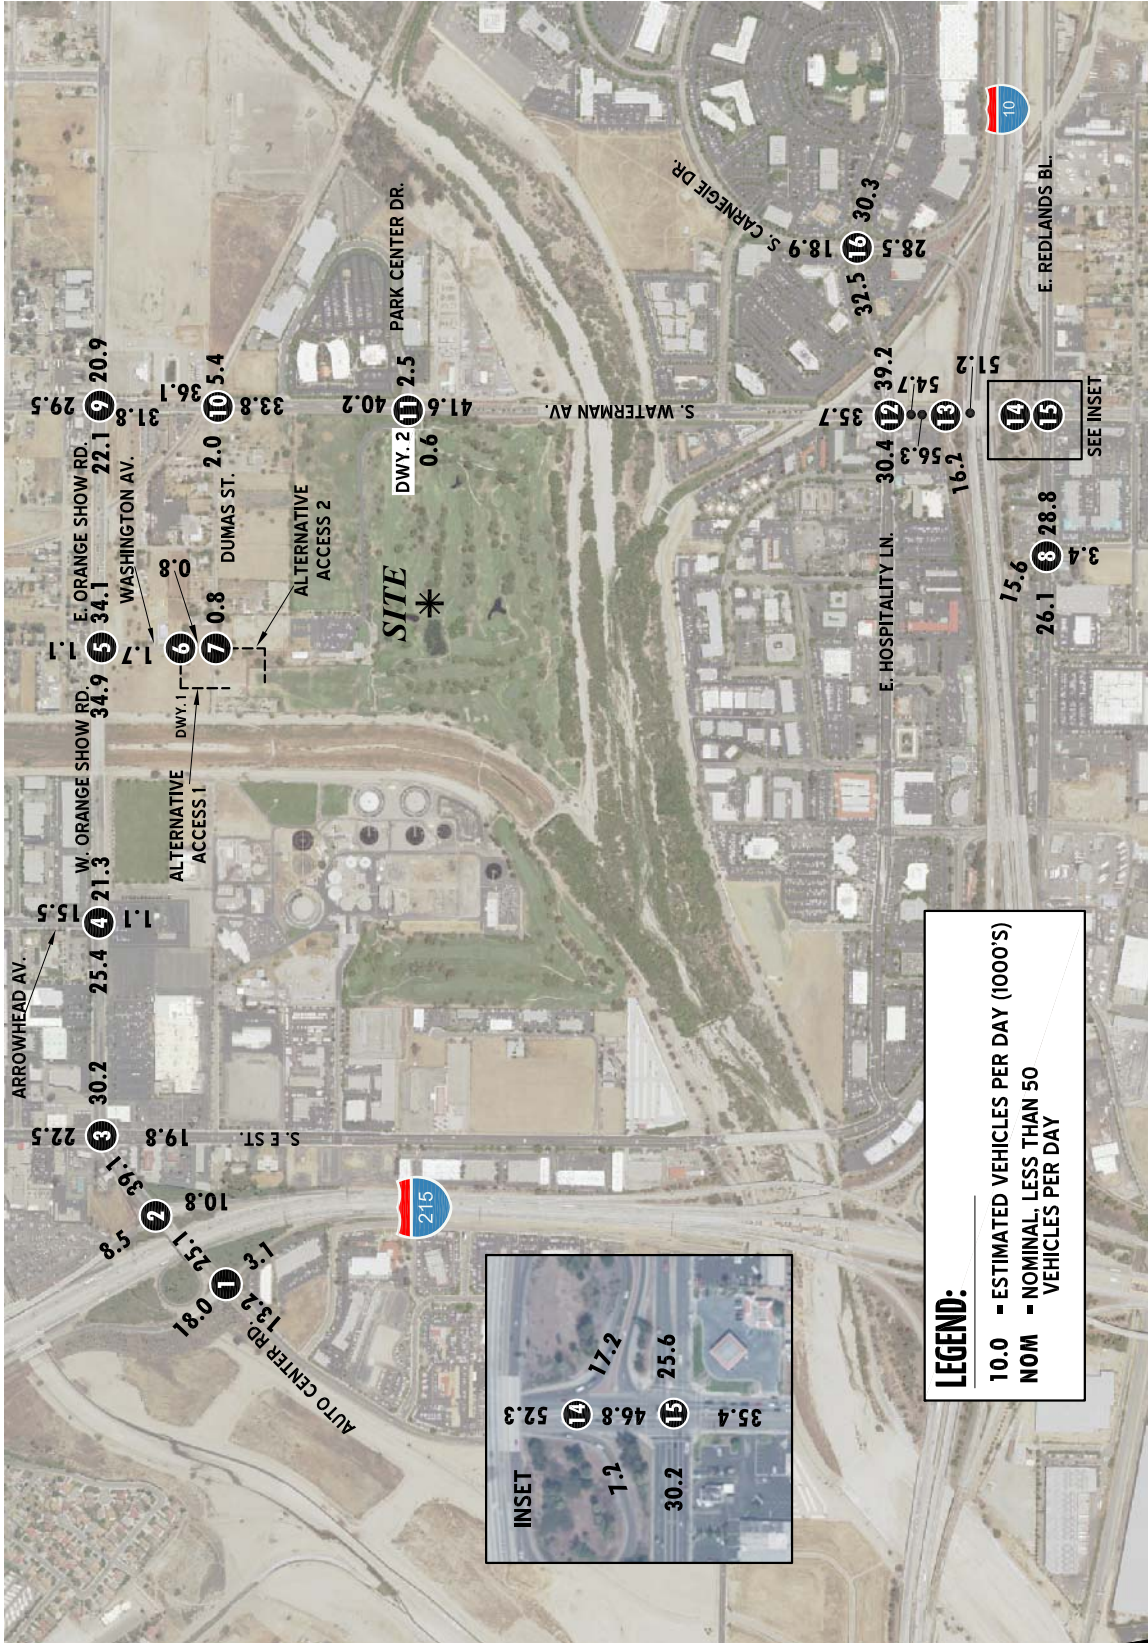 ARROWHEAD AV.
AUTO CENTER RD.
S. E ST.
W. ORANGE SHOW RD.
E. ORANGE SHOW RD.
WASHINGTON AV.
DUMAS ST.
PARK CENTER DR.
S. WATERMAN AV.
E. HOSPITALITY LN.
S. CARNEGIE DR.
E. REDLANDS BL.
215
10
SITE
ALTERNATIVE
ACCESS 1
ALTERNATIVE
ACCESS 2
DWY. 1
DWY. 2
1
18.0
25.1
13.2
3.1
2
8.5
39.1
10.8
3
22.5
30.2
19.8
4
15.5
25.4
21.3
1.1
5
1.1
34.9
34.1
1.7
6
0.8
7
0.8
8
15.6
26.1
28.8
3.4
9
29.5
22.1
20.9
31.8
10
36.1
2.0
5.4
33.8
11
40.2
0.6
2.5
41.6
12
35.7
30.4
39.2
54.7
13
56.3
16.2
51.2
14
15
SEE INSET
16
18.9
32.5
30.3
28.5
INSET
52.3
14
7.2
17.2
46.8
15
30.2
25.6
35.4
LEGEND:
10.0 = ESTIMATED VEHICLES PER DAY (1000'S)
NOM = NOMINAL, LESS THAN 50
VEHICLES PER DAY